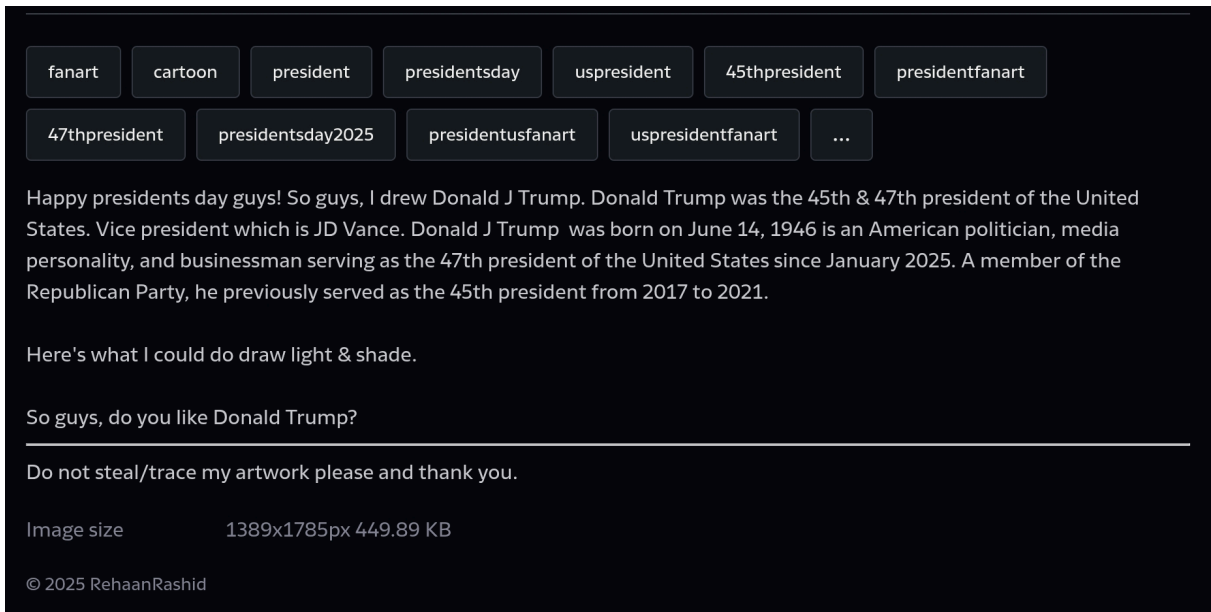 fanart cartoon president presidentsday uspresident 45thpresident presidentfanart
47thpresident presidentsday2025 presidentusfanart uspresidentfanart ...
Happy presidents day guys! So guys, I drew Donald J Trump. Donald Trump was the 45th & 47th president of the United
States. Vice president which is JD Vance. Donald J Trump  was born on June 14, 1946 is an American politician, media
personality, and businessman serving as the 47th president of the United States since January 2025. A member of the
Republican Party, he previously served as the 45th president from 2017 to 2021.
Here's what I could do draw light & shade.
So guys, do you like Donald Trump?
Do not steal/trace my artwork please and thank you.
Image size 1389x1785px 449.89 KB
© 2025 RehaanRashid